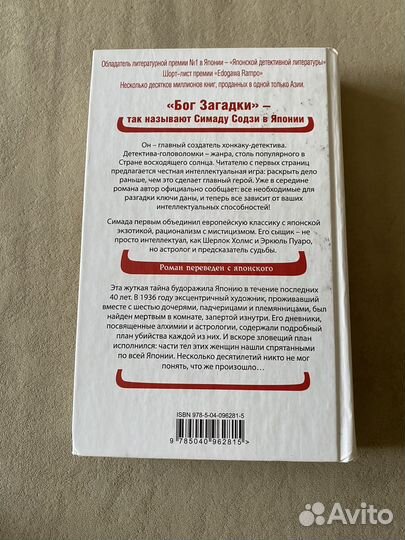 Обладатель литературной премии №1 в Японии – «Японской детективной литературы»
Шорт-лист премии «Edogawa Rampo»
Несколько десятков миллионов книг, проданных в одной только Азии.
«Бог Загадки» –
так называют Симаду Содзи в Японии
Он – главный создатель хонкаку-детектива.
Детектива-головоломки – жанра, столь популярного в
Стране восходящего солнца. Читателю с первых страниц
предлагается честная интеллектуальная игра: раскрыть дело
раньше, чем это сделает главный герой. Уже в середине
романа автор официально сообщает: все необходимые для
разгадки ключи даны, и теперь все зависит от ваших
интеллектуальных способностей!
Симада первым объединил европейскую классику с японской
экзотикой, рационализм с мистицизмом. Его сыщик – не
просто интеллектуал, как Шерлок Холмс и Эркюль Пуаро,
но астролог и предсказатель судьбы.
Роман переведен с японского
Эта жуткая тайна будоражила Японию в течение последних
40 лет. В 1936 году эксцентричный художник, проживавший
вместе с шестью дочерями, падчерицами и племянницами, был
найден мертвым в комнате, запертой изнутри. Его дневники,
посвященные алхимии и астрологии, содержали подробный
план убийства каждой из них. И вскоре зловещий план
исполнился: части тел этих женщин нашли спрятанными
по всей Японии. Несколько десятилетий никто не мог
понять, что же произошло…
ISBN 978-5-04-096281-5
9 785040 962815 >
Avito